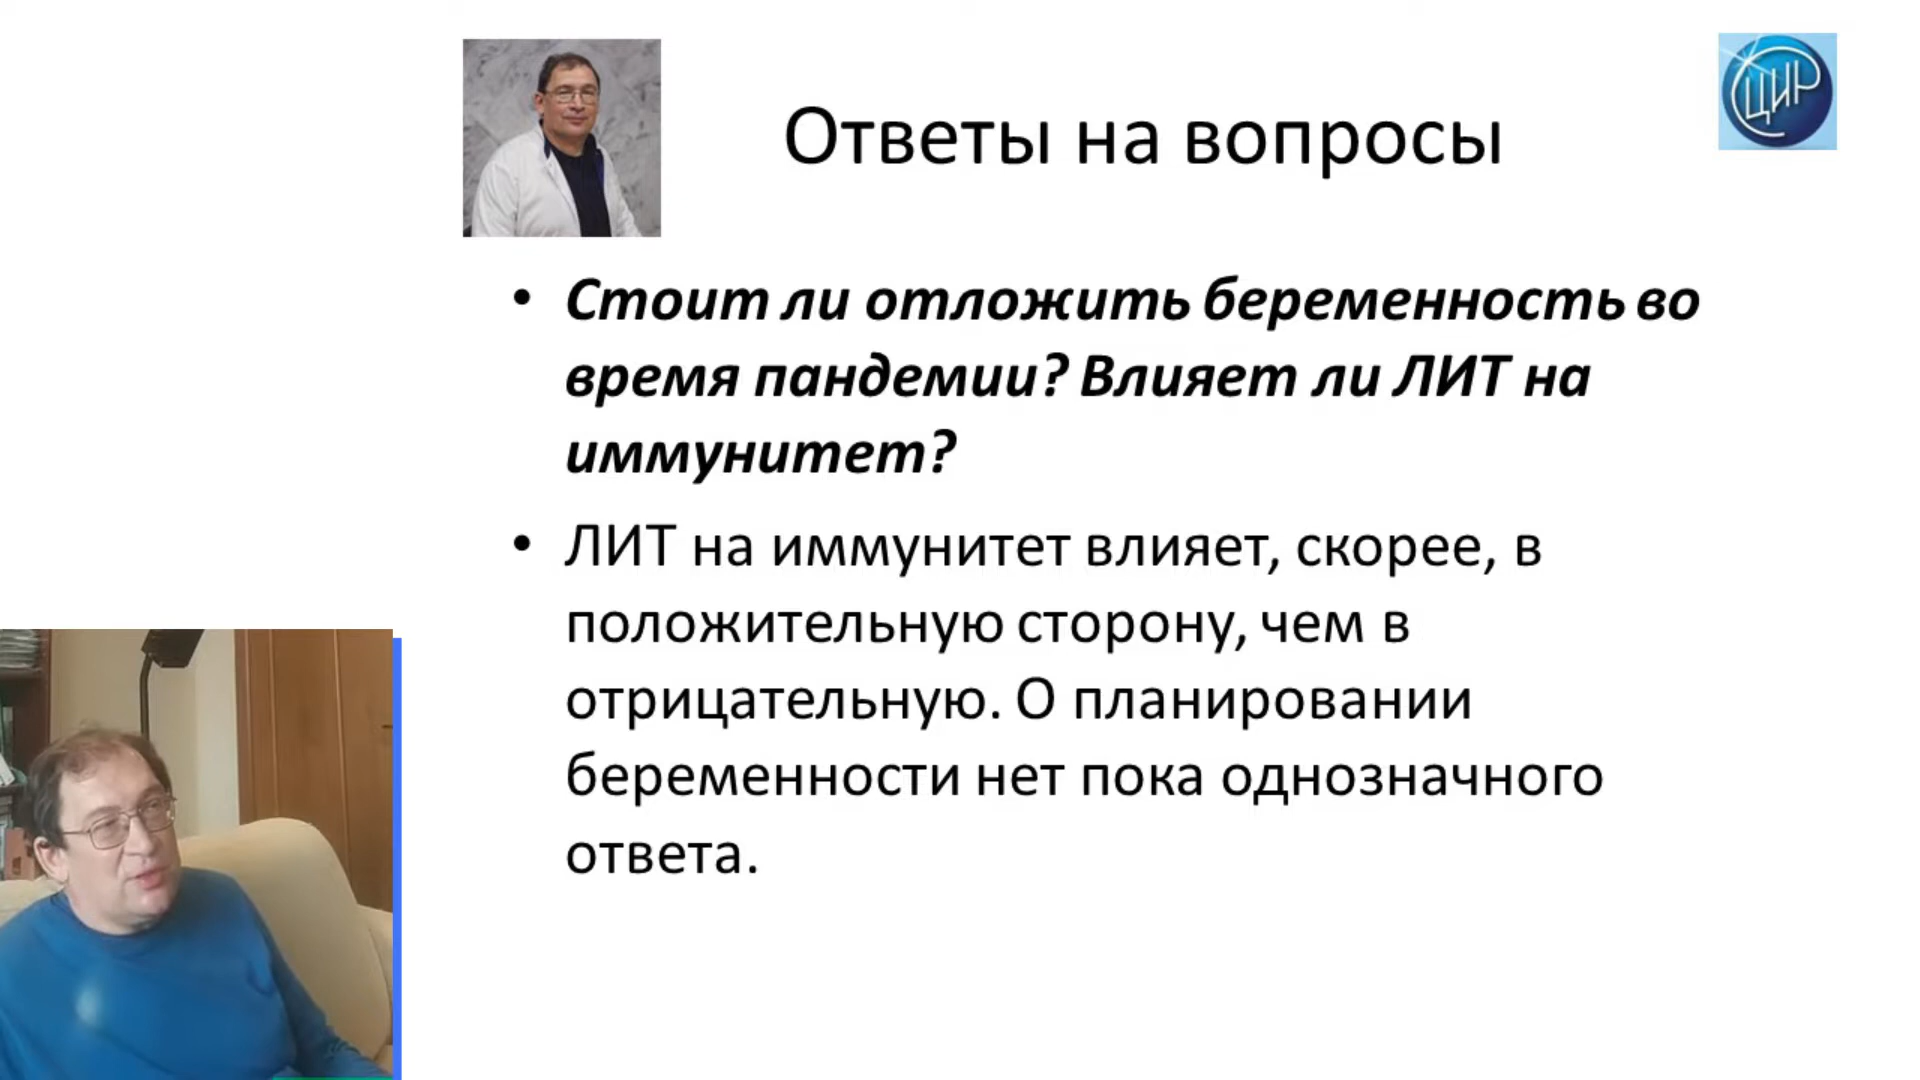 ЦИР
Ответы на вопросы
• Стоит ли отложить беременность во
время пандемии? Влияет ли ЛИТ на
иммунитет?
• ЛИТ на иммунитет влияет, скорее, в
положительную сторону, чем в
отрицательную. О планировании
беременности нет пока однозначного
ответа.